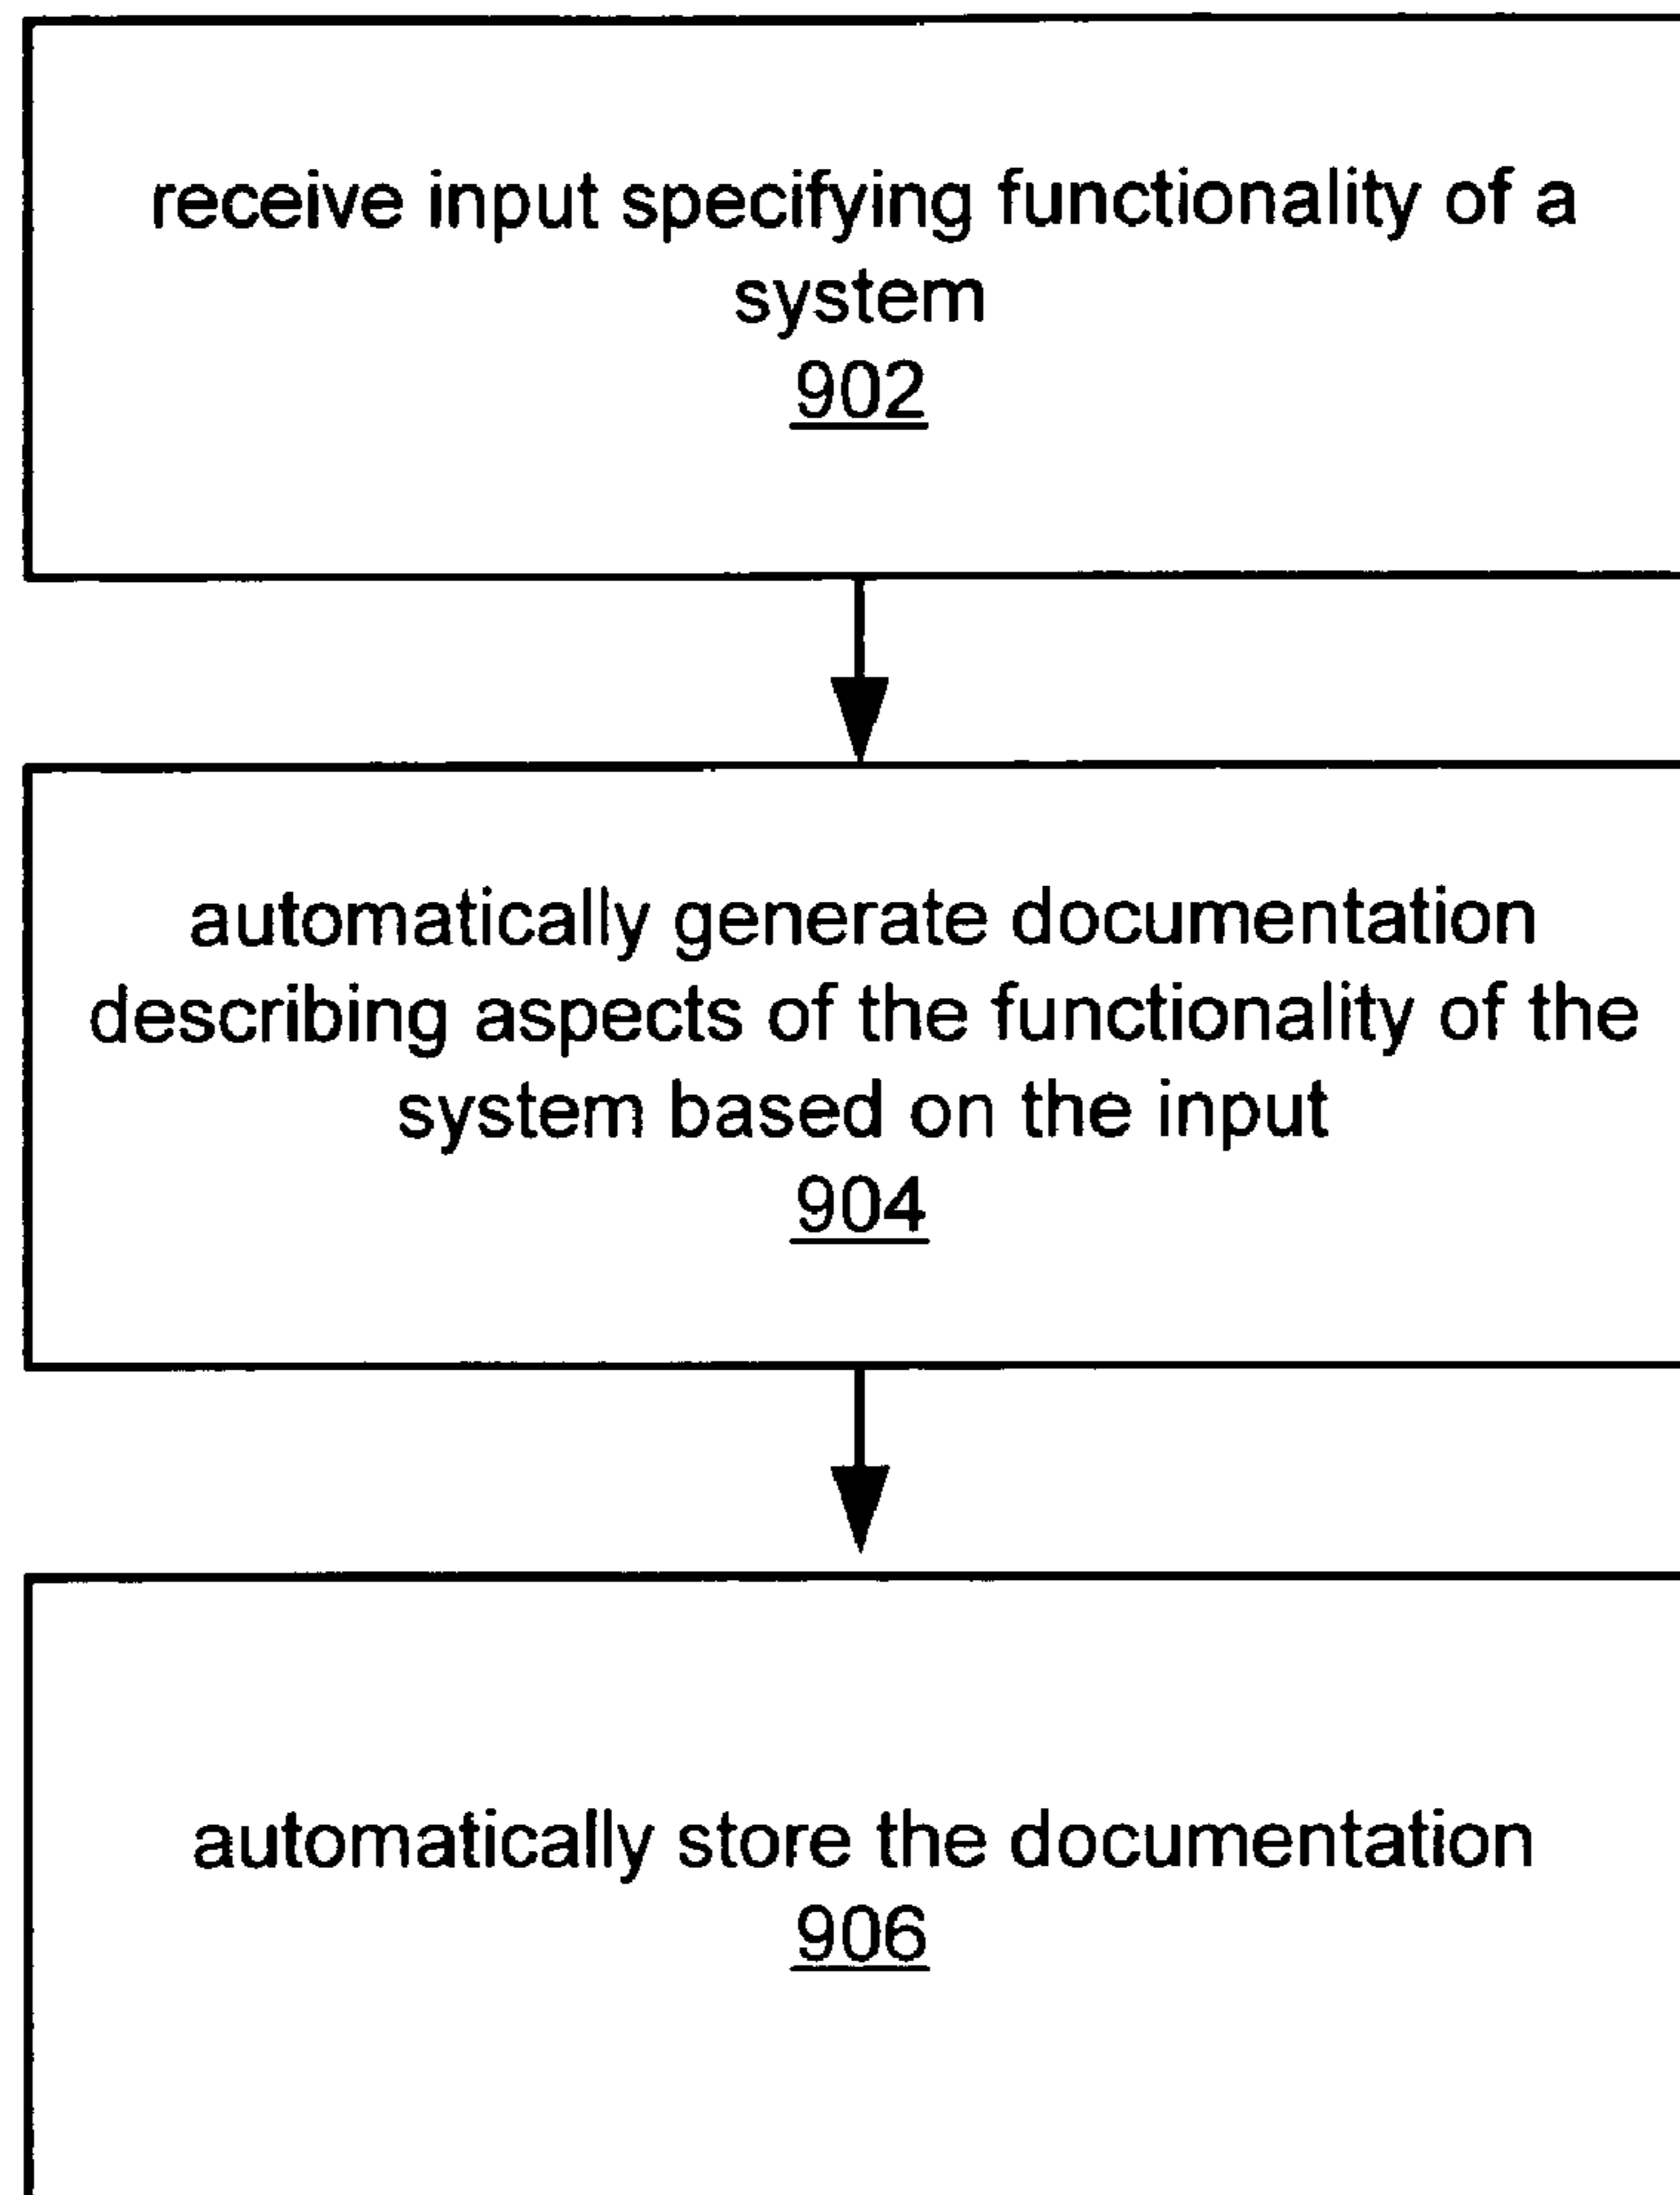 receive input specifying functionality of a
system
902
automatically generate documentation
describing aspects of the functionality of the
system based on the input
904
automatically store the documentation
906